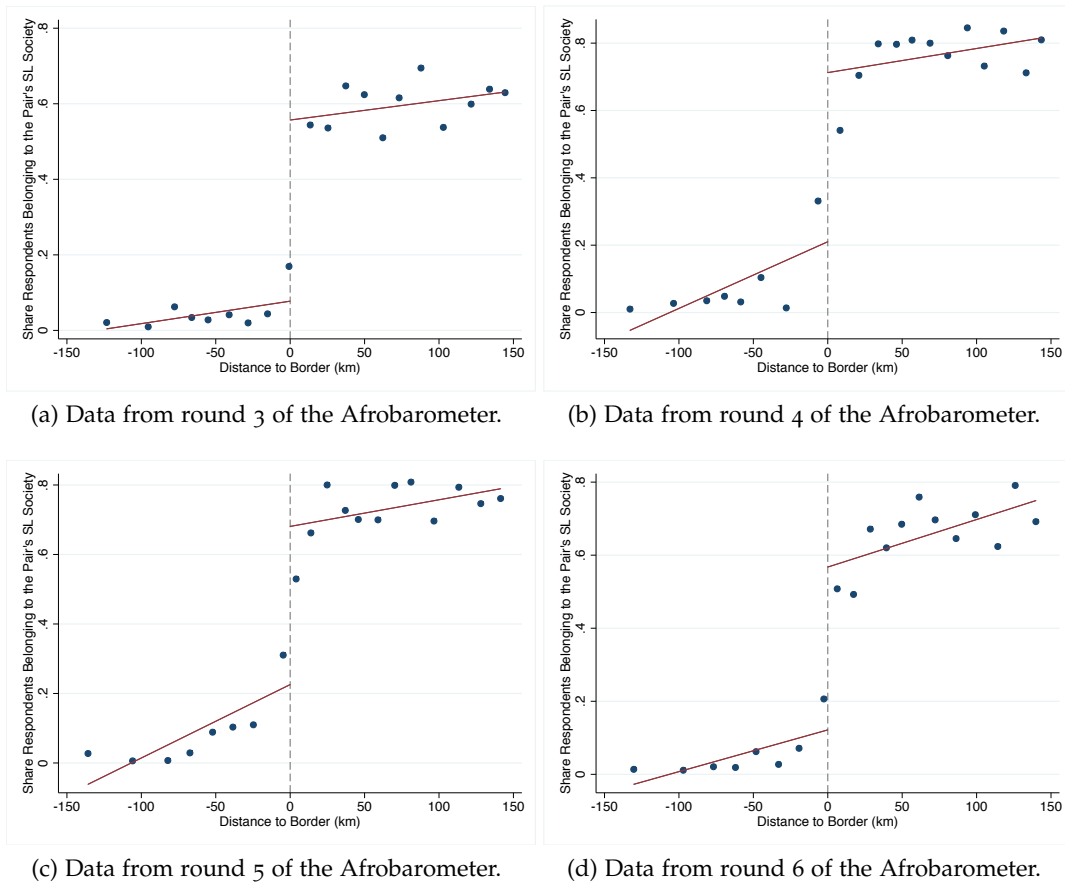 Share Respondents Belonging to the Pair's SL Society
0 .2 .4 .6 .8
-150 -100 -50 0 50 100 150
Distance to Border (km)
(a) Data from round 3 of the Afrobarometer.
Share Respondents Belonging to the Pair's SL Society
0 .2 .4 .6 .8
-150 -100 -50 0 50 100 150
Distance to Border (km)
(b) Data from round 4 of the Afrobarometer.
Share Respondents Belonging to the Pair's SL Society
0 .2 .4 .6 .8
-150 -100 -50 0 50 100 150
Distance to Border (km)
(c) Data from round 5 of the Afrobarometer.
Share Respondents Belonging to the Pair's SL Society
0 .2 .4 .6 .8
-150 -100 -50 0 50 100 150
Distance to Border (km)
(d) Data from round 6 of the Afrobarometer.